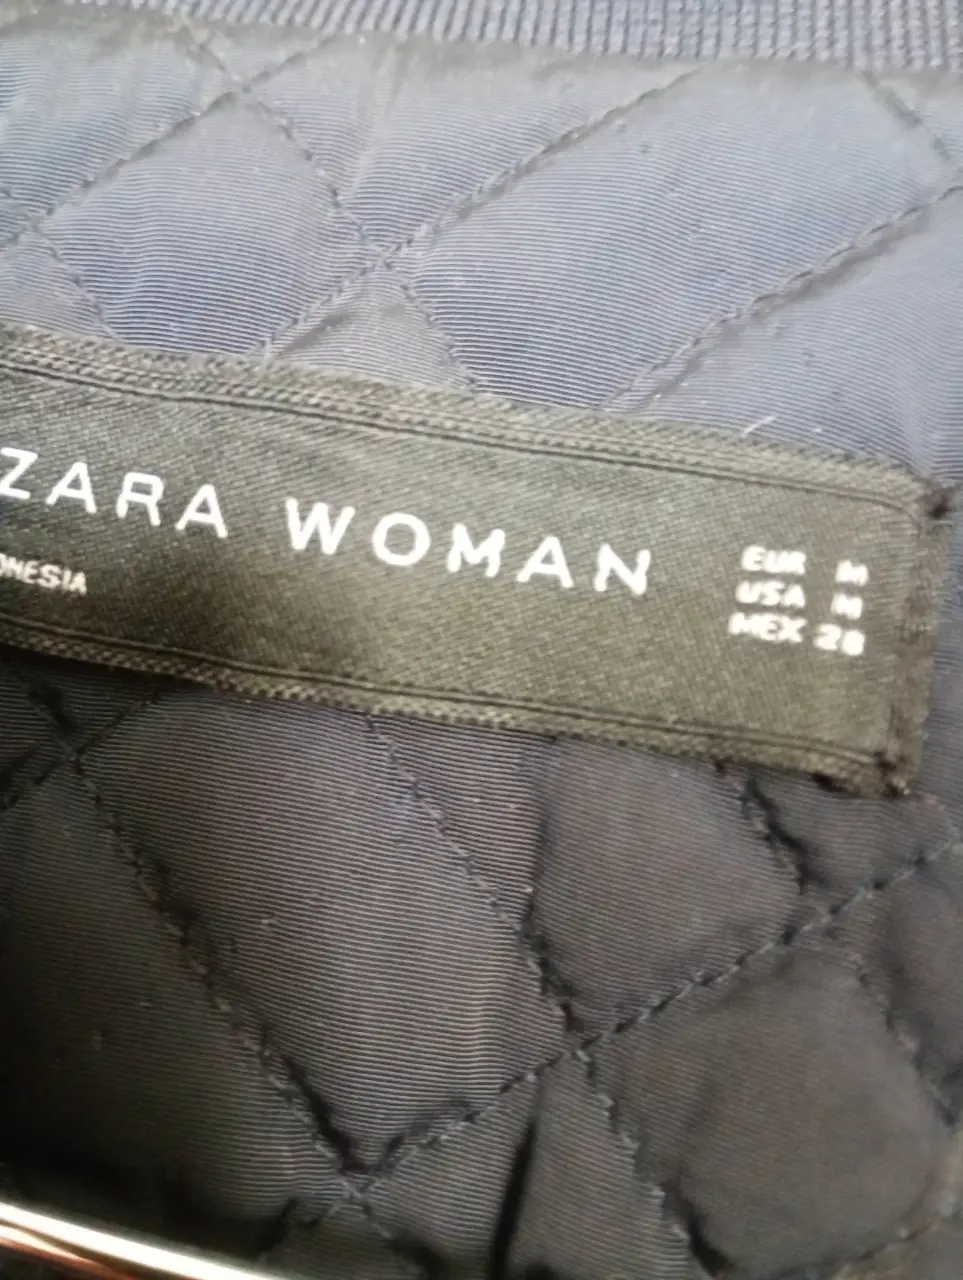 ZARA WOMAN
ONESIA
EUR M
USA M
MEX 28